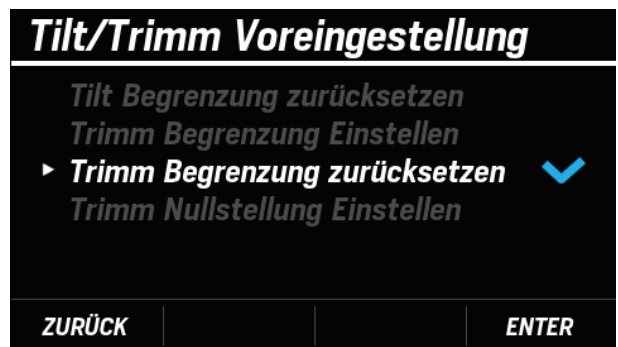 Tilt/Trimm Voreingestellung
Tilt Begrenzung zurücksetzen
Trimm Begrenzung Einstellen
Trimm Begrenzung zurücksetzen
Trimm Nullstellung Einstellen
ZURÜCK ENTER